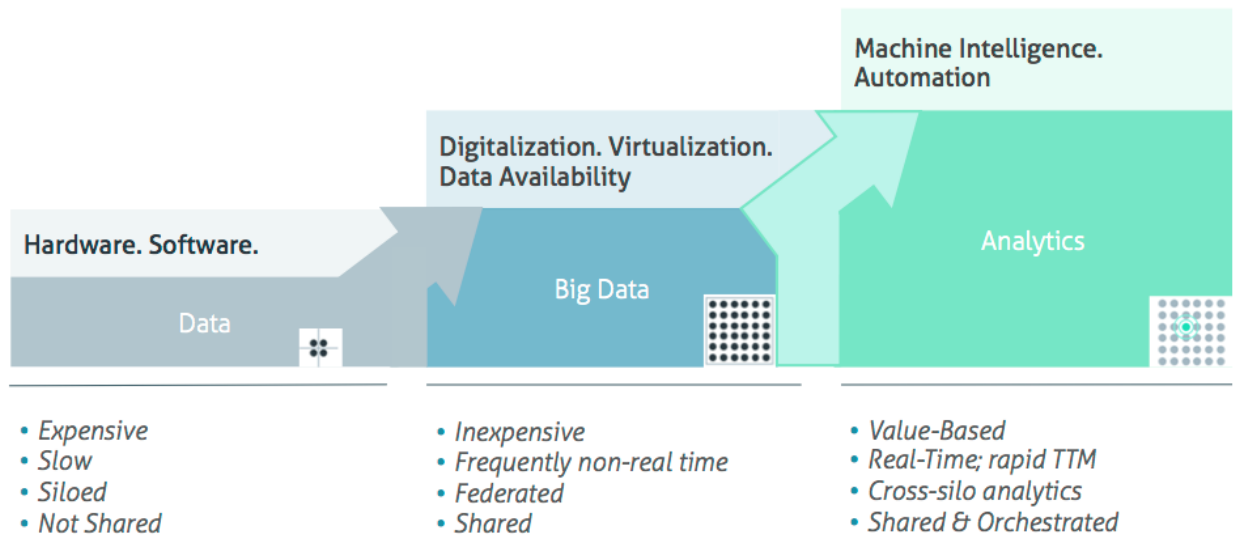 Hardware. Software.
Data
• Expensive
• Slow
• Siloed
• Not Shared
Digitalization. Virtualization.
Data Availability
Big Data
• Inexpensive
• Frequently non-real time
• Federated
• Shared
Machine Intelligence.
Automation
Analytics
• Value-Based
• Real-Time; rapid TTM
• Cross-silo analytics
• Shared & Orchestrated